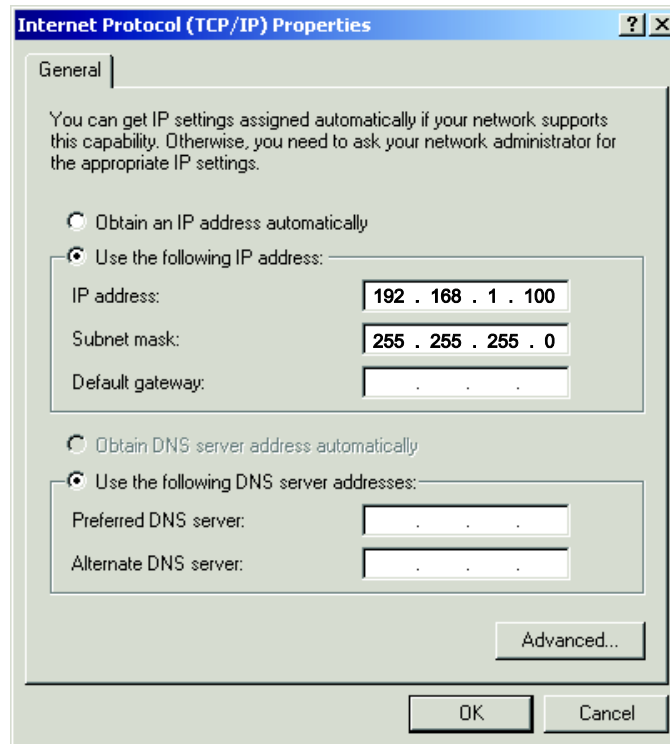 Internet Protocol (TCP/IP) Properties
General
You can get IP settings assigned automatically if your network supports
this capability. Otherwise, you need to ask your network administrator for
the appropriate IP settings.
Obtain an IP address automatically
Use the following IP address:
IP address: 192 . 168 . 1 . 100
Subnet mask: 255 . 255 . 255 . 0
Default gateway: . . .
Obtain DNS server address automatically
Use the following DNS server addresses:
Preferred DNS server: . . .
Alternate DNS server: . . .
Advanced...
OK Cancel